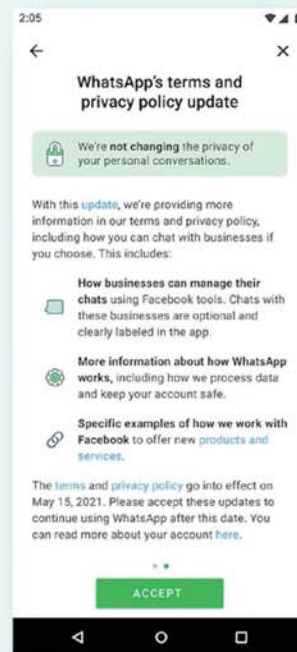 2:05
WhatsApp's terms and
privacy policy update
We're not changing the privacy of
your personal conversations.
With this update, we're providing more
information in our terms and privacy policy,
including how you can chat with businesses if
you choose. This includes:
How businesses can manage their
chats using Facebook tools. Chats with
these businesses are optional and
clearly labeled in the app.
More information about how WhatsApp
works, including how we process data
and keep your account safe.
Specific examples of how we work with
Facebook to offer new products and
services.
The terms and privacy policy go into effect on
May 15, 2021. Please accept these updates to
continue using WhatsApp after this date. You
can read more about your account here.
ACCEPT